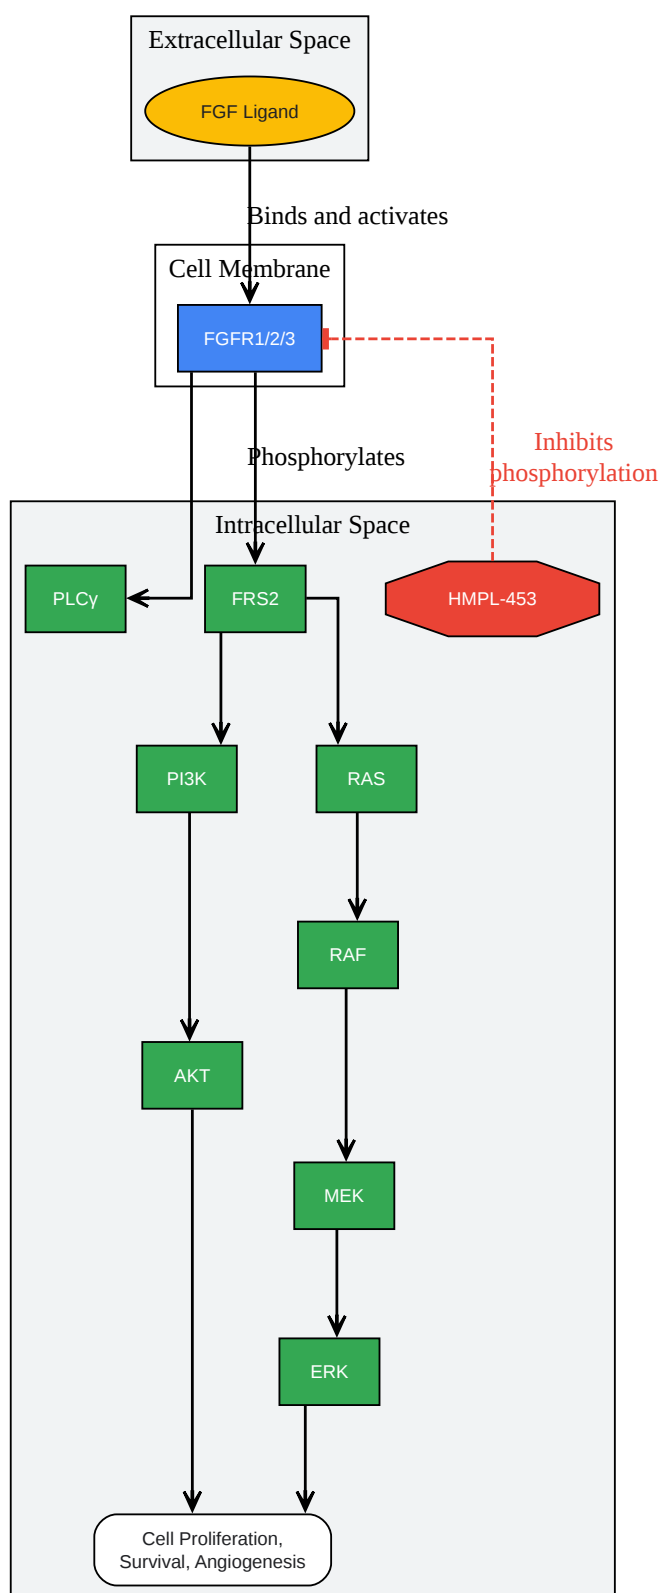 Extracellular Space
FGF Ligand
Binds and activates
Cell Membrane
FGFR1/2/3
Phosphorylates
Inhibits
phosphorylation
Intracellular Space
PLCγ
FRS2
HMPL-453
PI3K
RAS
RAF
AKT
MEK
ERK
Cell Proliferation,
Survival, Angiogenesis